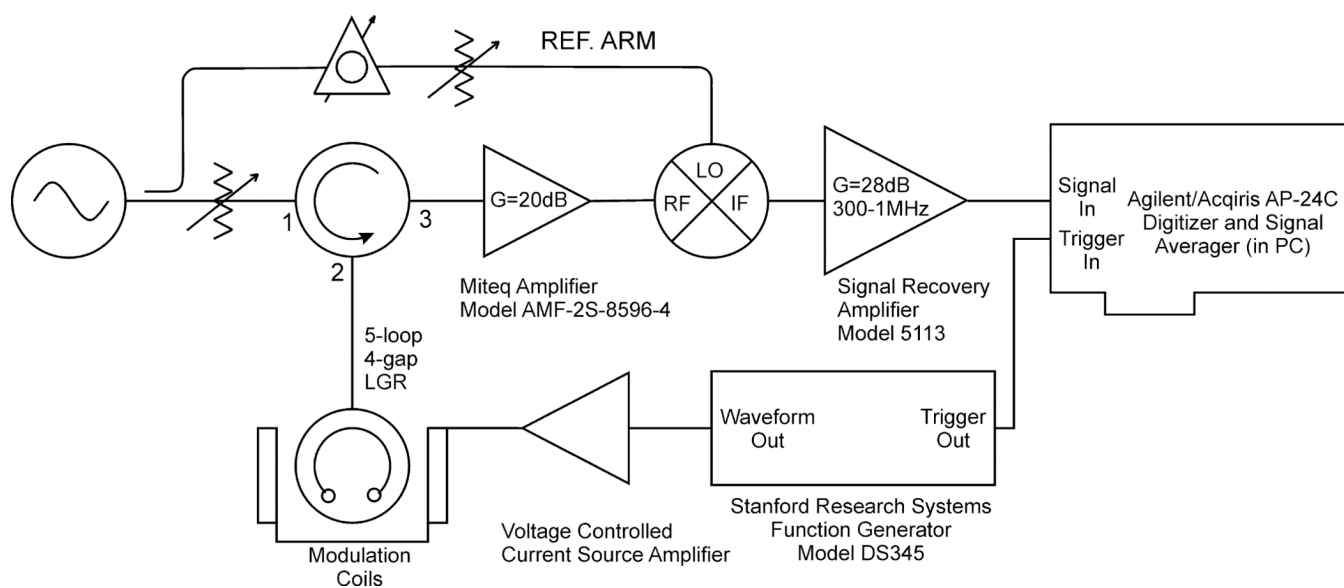 REF. ARM
1
2
3
G=20dB
Miteq Amplifier
Model AMF-2S-8596-4
LO
RF
IF
G=28dB
300-1MHz
Signal Recovery
Amplifier
Model 5113
Signal
In
Trigger
In
Agilent/Acqiris AP-24C
Digitizer and Signal
Averager (in PC)
5-loop
4-gap
LGR
Modulation
Coils
Voltage Controlled
Current Source Amplifier
Waveform
Out
Trigger
Out
Stanford Research Systems
Function Generator
Model DS345